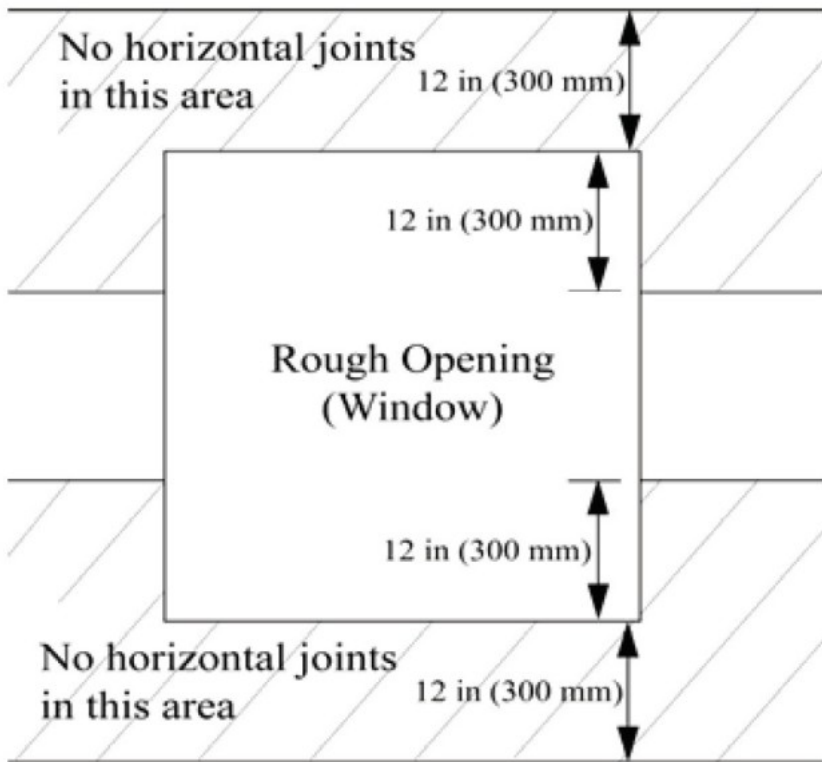 No horizontal joints
in this area
12 in (300 mm)
12 in (300 mm)
Rough Opening
(Window)
12 in (300 mm)
No horizontal joints
in this area
12 in (300 mm)